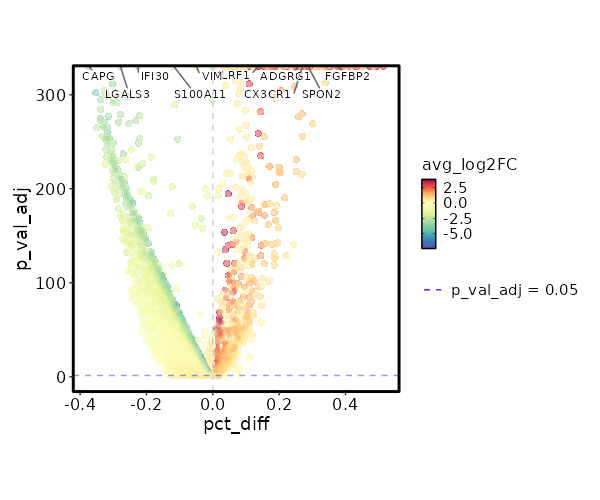 CAPG
IFI30
VIM
LRF1
ADGRG1
FGFBP2
LGALS3
S100A11
CX3CR1
SPON2
300
200
100
0
p_val_adj
-0.4
-0.2
0.0
0.2
0.4
pct_diff
avg_log2FC
2.5
0.0
-2.5
-5.0
p_val_adj = 0.05